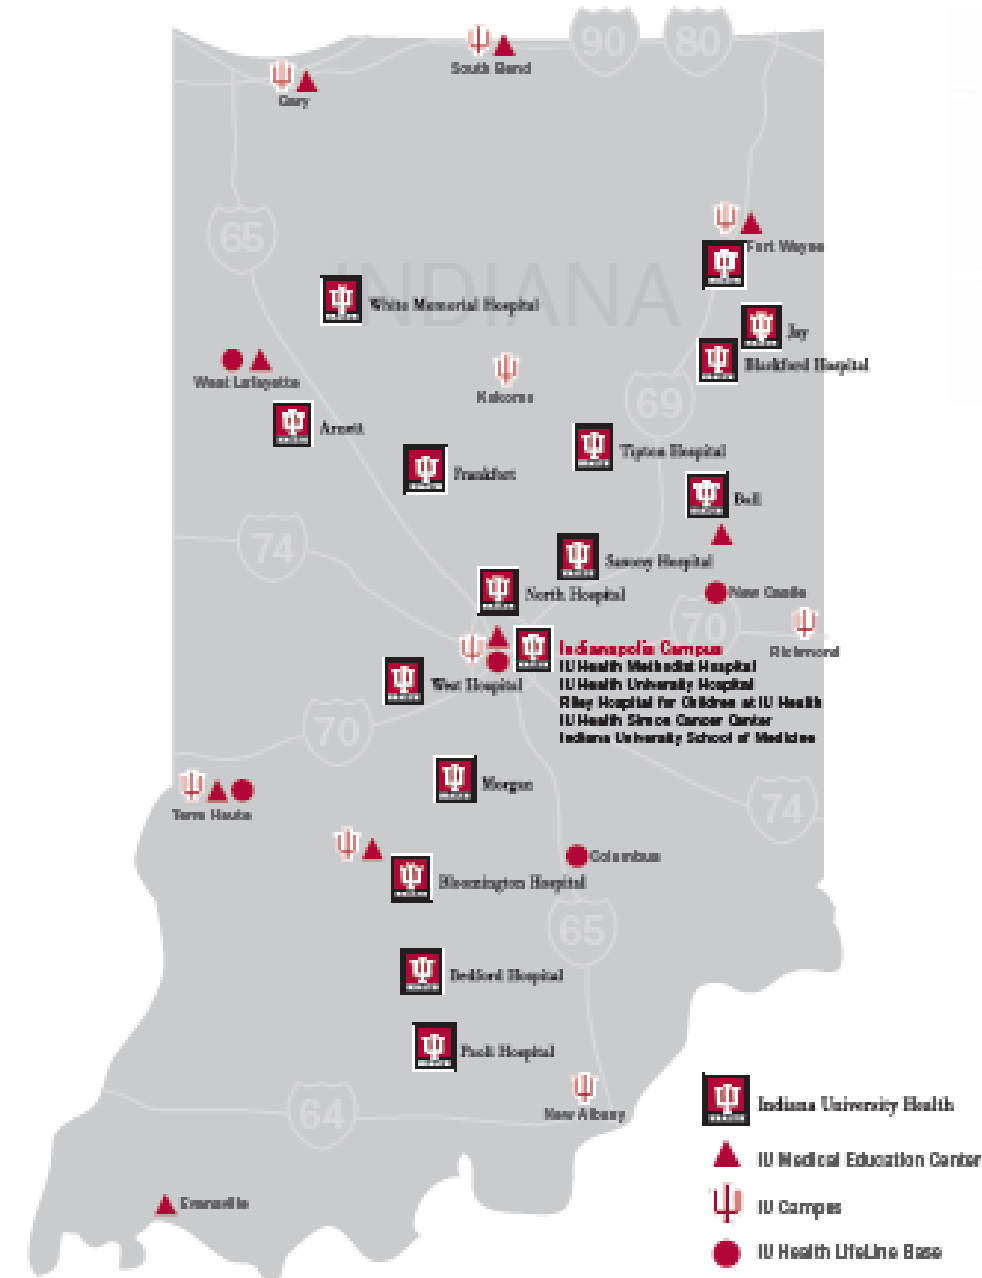 90
80
South Bend
Gary
65
Fort Wayne
INDIANA
White Memorial Hospital
Jay
Blackford Hospital
West Lafayette
Kokomo
69
Arnett
Tipton Hospital
Frankfort
Ball
74
Saxony Hospital
North Hospital
New Castle
70
Richmond
Indianapolis Campus
IU Health Methodist Hospital
IU Health University Hospital
Riley Hospital for Children at IU Health
IU Health Simon Cancer Center
Indiana University School of Medicine
West Hospital
70
Morgan
74
Terre Haute
Columbus
Bloomington Hospital
65
Bedford Hospital
Paoli Hospital
New Albany
64
Evansville
Indiana University Health
IU Medical Education Center
IU Campus
IU Health LifeLine Base